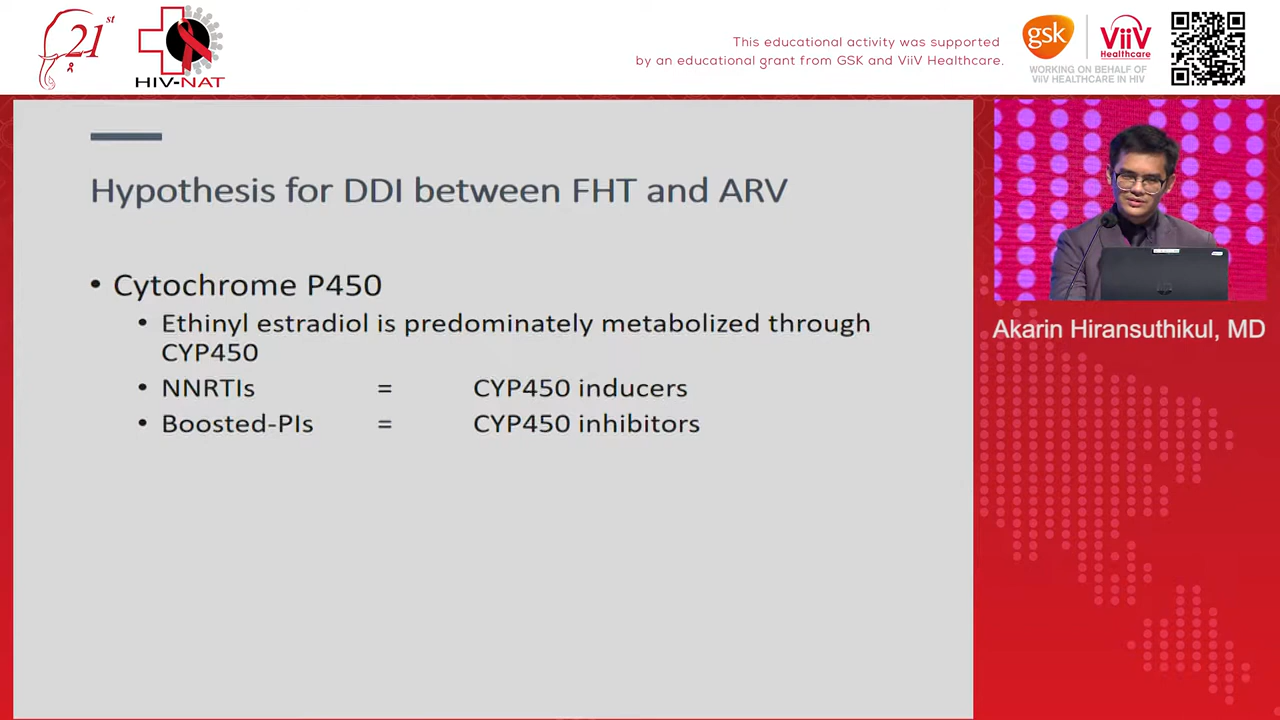 21st
HIV-NAT
This educational activity was supported
by an educational grant from GSK and ViiV Healthcare.
gsk
ViiV
Healthcare
WORKING ON BEHALF OF
ViiV HEALTHCARE IN HIV
Hypothesis for DDI between FHT and ARV
• Cytochrome P450
• Ethinyl estradiol is predominately metabolized through
CYP450
• NNRTIs = CYP450 inducers
• Boosted-PIs = CYP450 inhibitors
Akarin Hiransuthikul, MD